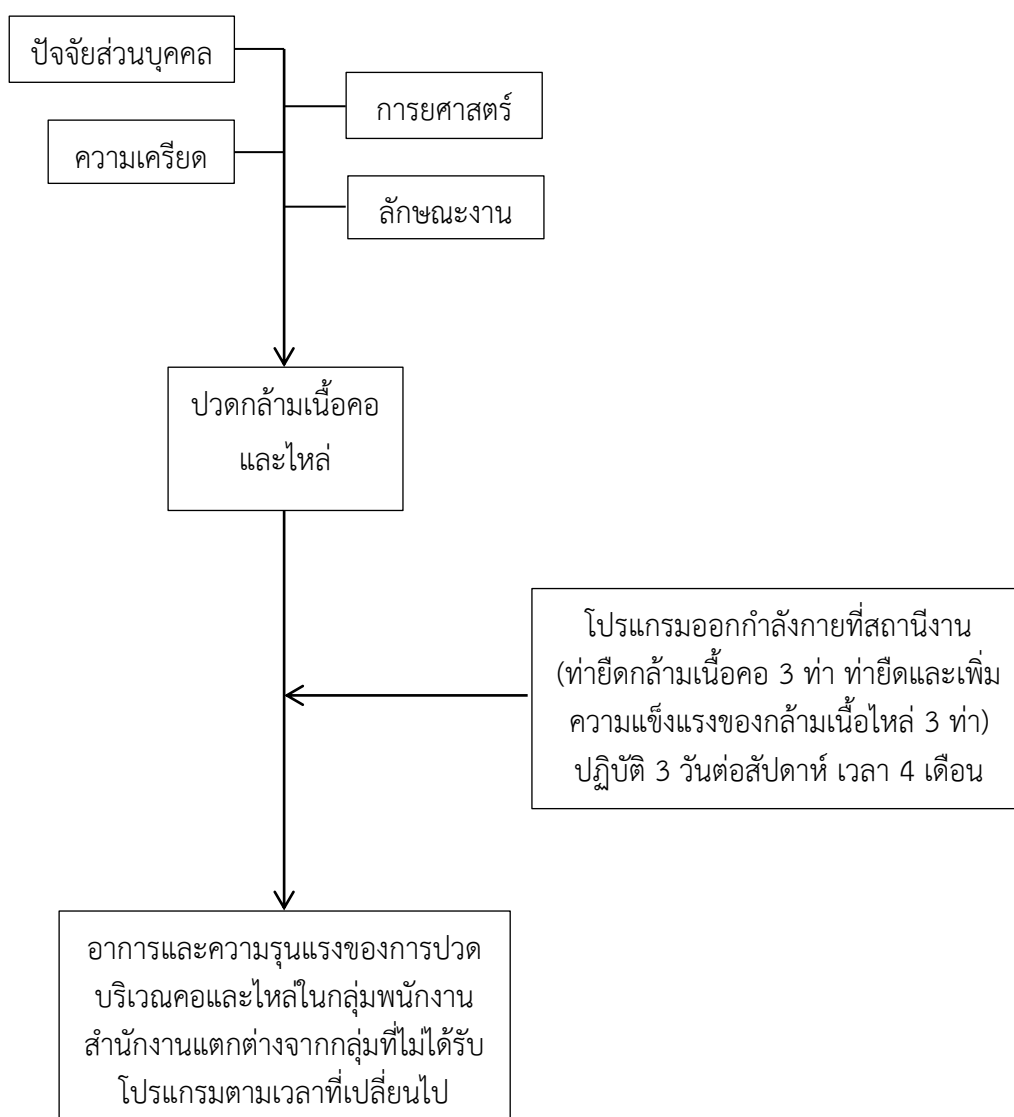 ปัจจัยส่วนบุคคล
การยศาสตร์
ความเครียด
ลักษณะงาน
ปวดกล้ามเนื้อคอ
และไหล่
โปรแกรมออกกำลังกายที่สถานีงาน
(ท่ายืดกล้ามเนื้อคอ 3 ท่า ท่ายืดและเพิ่ม
ความแข็งแรงของกล้ามเนื้อไหล่ 3 ท่า)
ปฏิบัติ 3 วันต่อสัปดาห์ เวลา 4 เดือน
อาการและความรุนแรงของการปวด
บริเวณคอและไหล่ในกลุ่มพนักงาน
สำนักงานแตกต่างจากกลุ่มที่ไม่ได้รับ
โปรแกรมตามเวลาที่เปลี่ยนไป